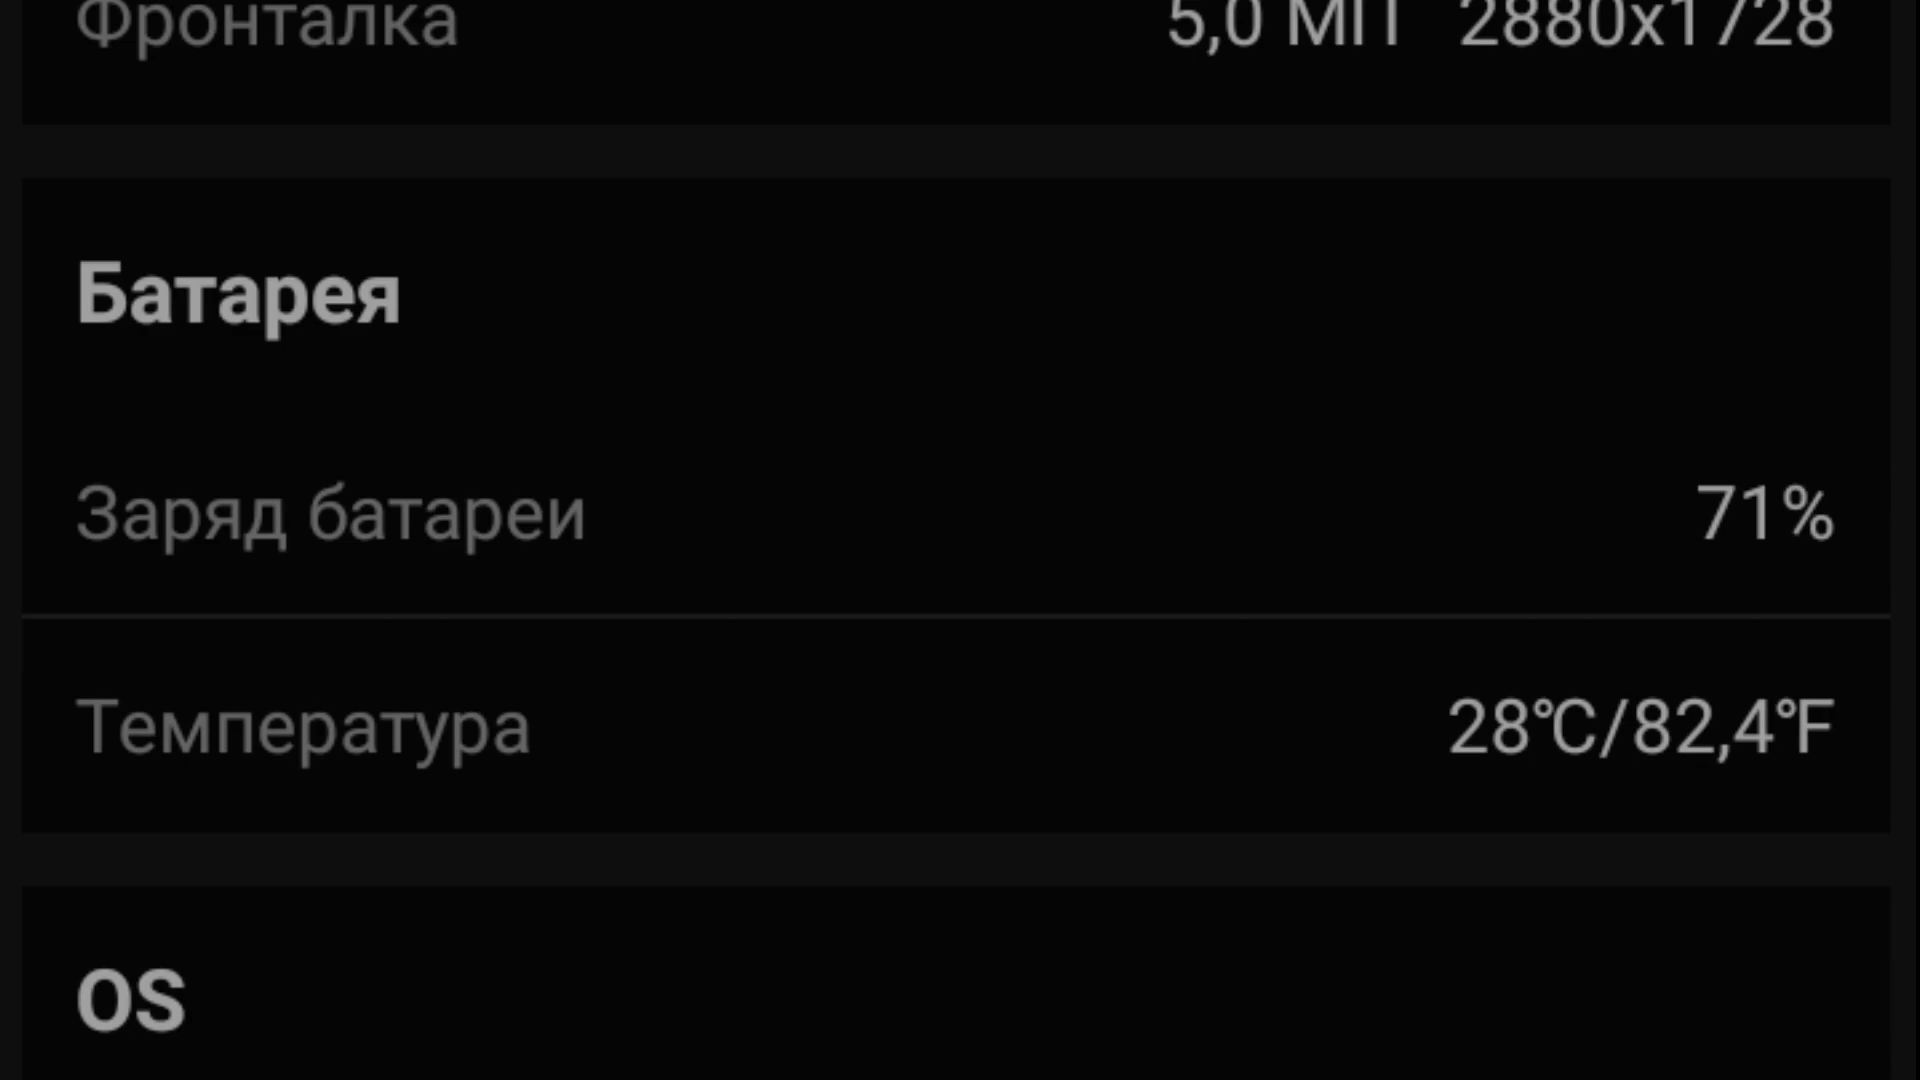 Фронталка 5,0 МП 2880x1728
Батарея
Заряд батареи 71%
Температура 28℃/82,4℉
OS